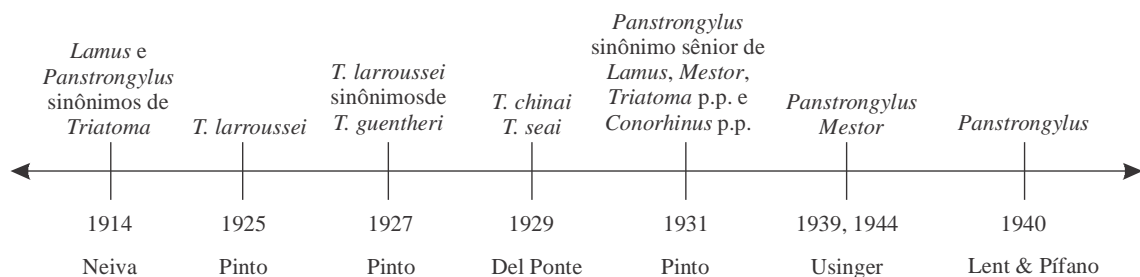 Lamus e
Panstrongylus
sinônimos de
Triatoma
T. larroussei
T. larroussei
sinônimosde
T. guentheri
T. chinai
T. seai
Panstrongylus
sinônimo sênior de
Lamus, Mestor,
Triatoma p.p. e
Conorhinus p.p.
Panstrongylus
Mestor
Panstrongylus
1914
1925
1927
1929
1931
1939, 1944
1940
Neiva
Pinto
Pinto
Del Ponte
Pinto
Usinger
Lent & Pífano